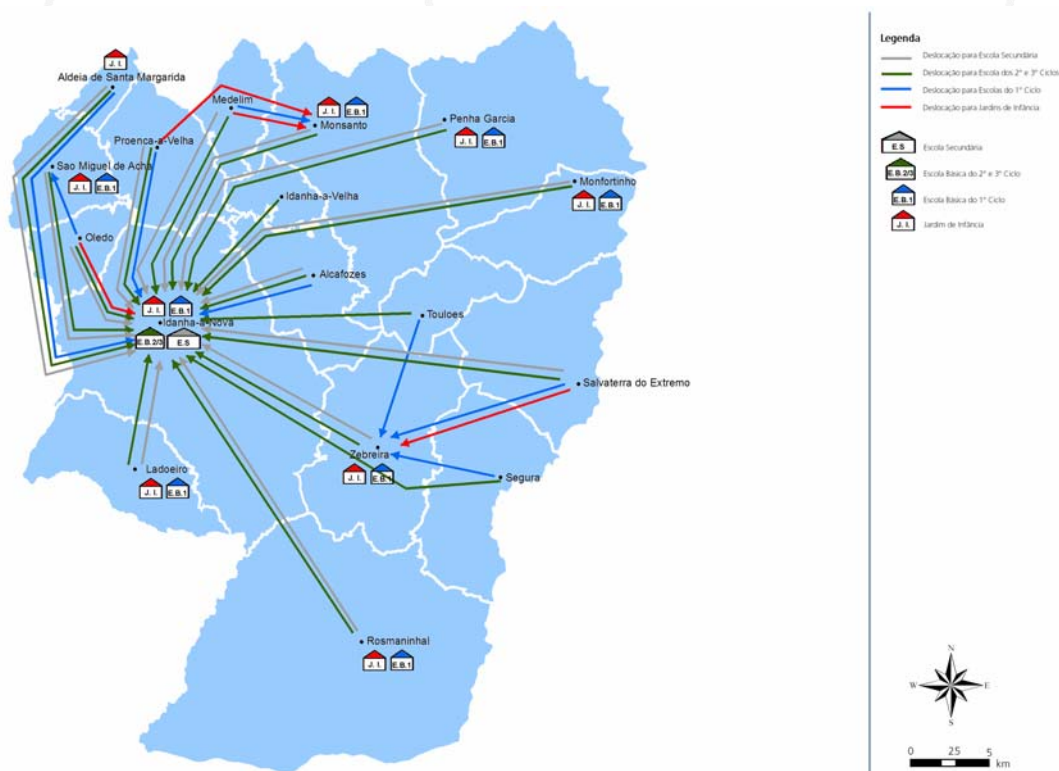 J. I.
Aldeia de Santa Margarida
Medelim
J. I.
E.B.1
Monsanto
Penha Garcia
J. I.
E.B.1
Proenca-a-Velha
Sao Miguel de Acha
J. I.
E.B.1
Monfortinho
J. I.
E.B.1
Idanha-a-Velha
Oledo
Alcafozes
J. I.
E.B.1
Idanha-a-Nova
E.B.2/3
E.S
Touloes
Salvaterra do Extremo
Zebreira
J. I.
E.B.1
Segura
Ladoeiro
J. I.
E.B.1
Rosmaninhal
J. I.
E.B.1
Legenda
Deslocação para Escola Secundária
Deslocação para Escola dos 2º e 3º Ciclos
Deslocação para Escolas do 1º Ciclo
Deslocação para Jardins de Infância
E.S
Escola Secundária
E.B.2/3
Escola Básica do 2º e 3º Ciclo
E.B.1
Escola Básica do 1º Ciclo
J. I.
Jardim de Infância
N
W
E
S
0 25 5
km